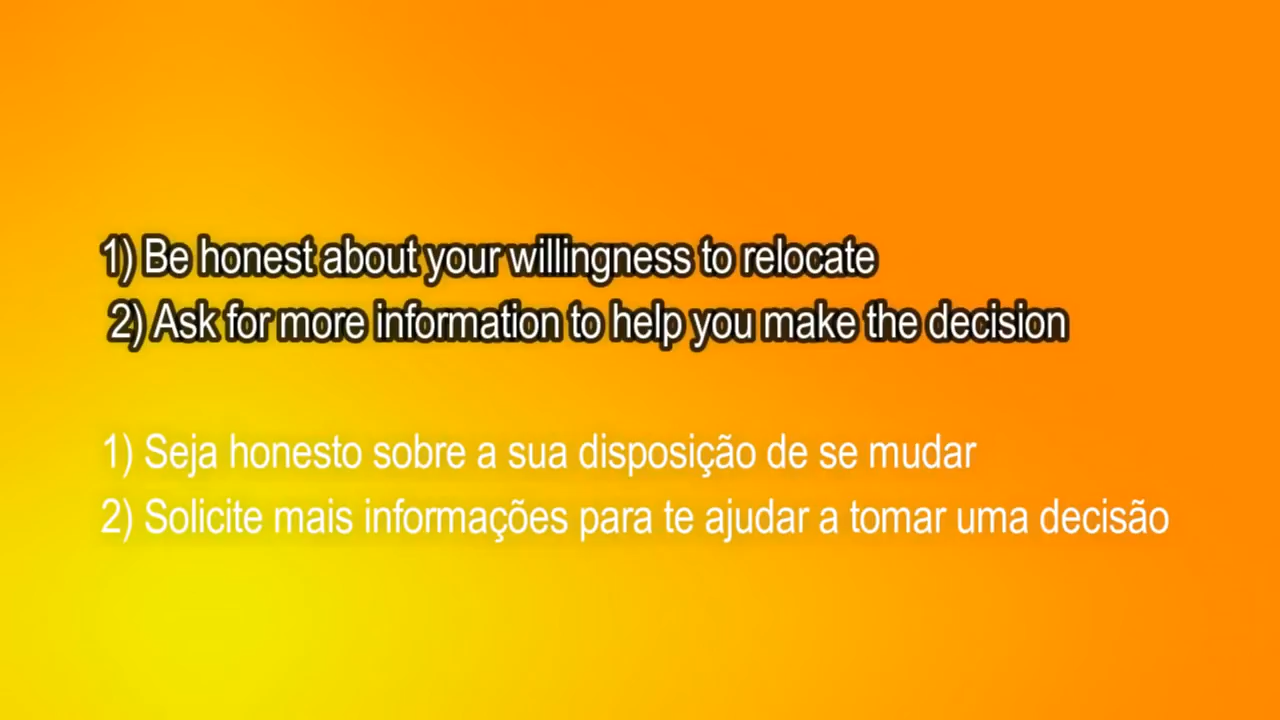 1) Be honest about your willingness to relocate
2) Ask for more information to help you make the decision
1) Seja honesto sobre a sua disposição de se mudar
2) Solicite mais informações para te ajudar a tomar uma decisão